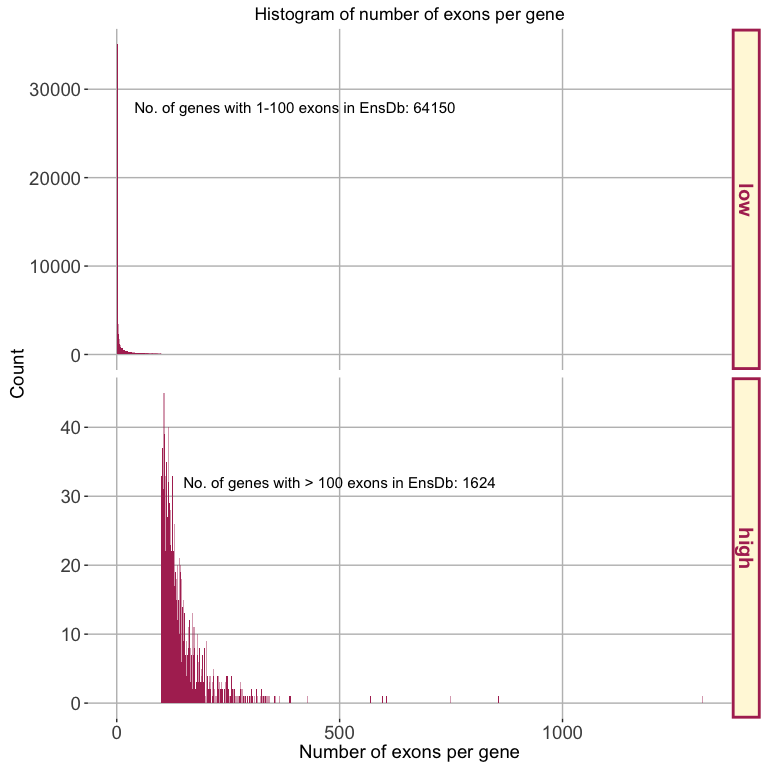 Histogram of number of exons per gene
30000
No. of genes with 1-100 exons in EnsDb: 64150
20000
low
10000
0
Count
40
No. of genes with > 100 exons in EnsDb: 1624
30
high
20
10
0
0 500 1000
Number of exons per gene